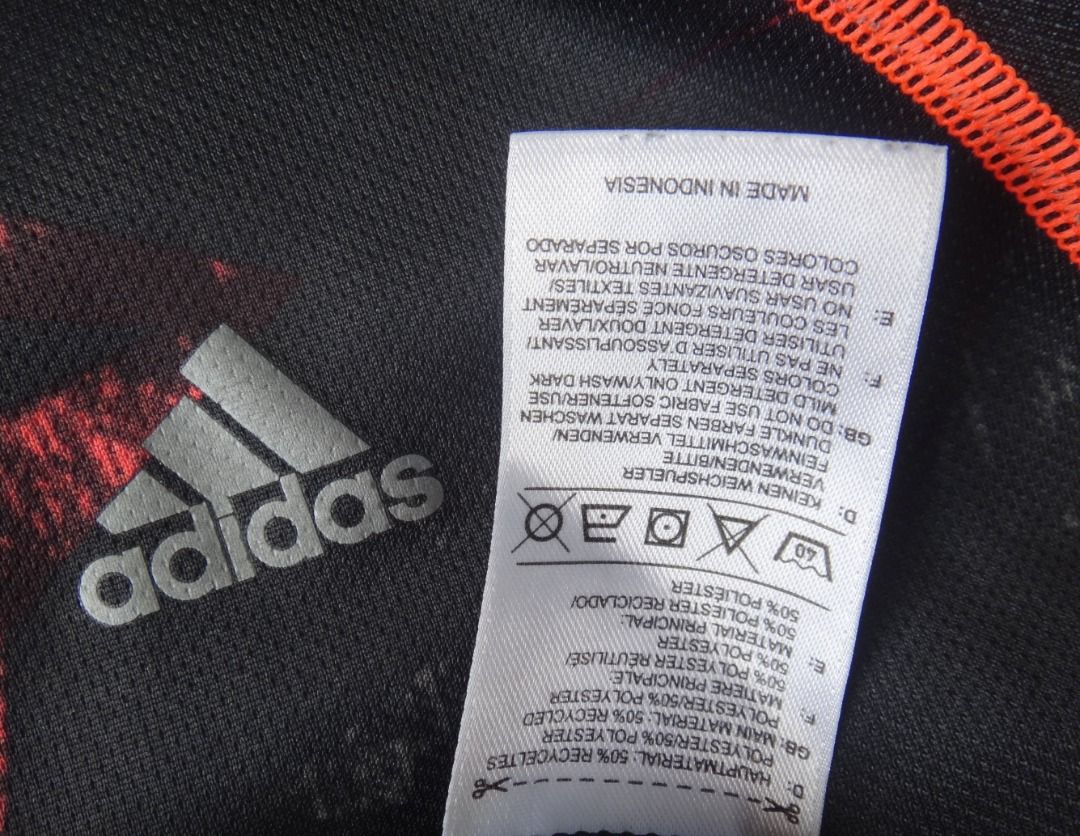 adidas
D: HAUPTMATERIAL: 50% RECYCELTES
POLYESTER/50% POLYESTER
GB: MAIN MATERIAL: 50% RECYCLED
POLYESTER/50% POLYESTER
F: MATIERE PRINCIPALE:
50% POLYESTER REUTILISÉ/
50% POLYESTER
E: MATERIAL PRINCIPAL:
50% POLIESTER RECICLADO/
50% POLIÉSTER
40
D: KEINEN WEICHSPUELER
VERWENDEN/BITTE
FEINWASCHMITTEL VERWENDEN/
DUNKLE FARBEN SEPARAT WASCHEN
GB: DO NOT USE FABRIC SOFTENER/USE
MILD DETERGENT ONLY/WASH DARK
COLORS SEPARATELY
F: NE PAS UTILISER D'ASSOUPLISSANT/
UTILISER DETERGENT DOUX/LAVER
LES COULEURS FONCE SEPARÉMENT
E: NO USAR SUAVIZANTES TEXTILES/
USAR DETERGENTE NEUTRO/LAVAR
COLORES OSCUROS POR SEPARADO
MADE IN INDONESIA